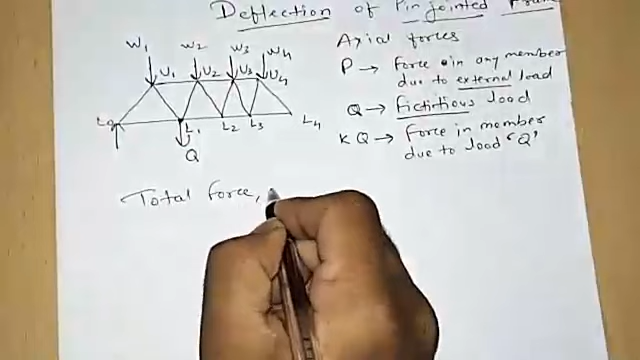 Deflection of Pin jointed Frame
Axial forces
P → Force in any member
due to external load
Q → Fictitious load
KQ → Force in member
due to load 'Q'
W1 W2 W3 W4
U1 U2 U3 U4
L0 L1 L2 L3 L4
Q
Total force,